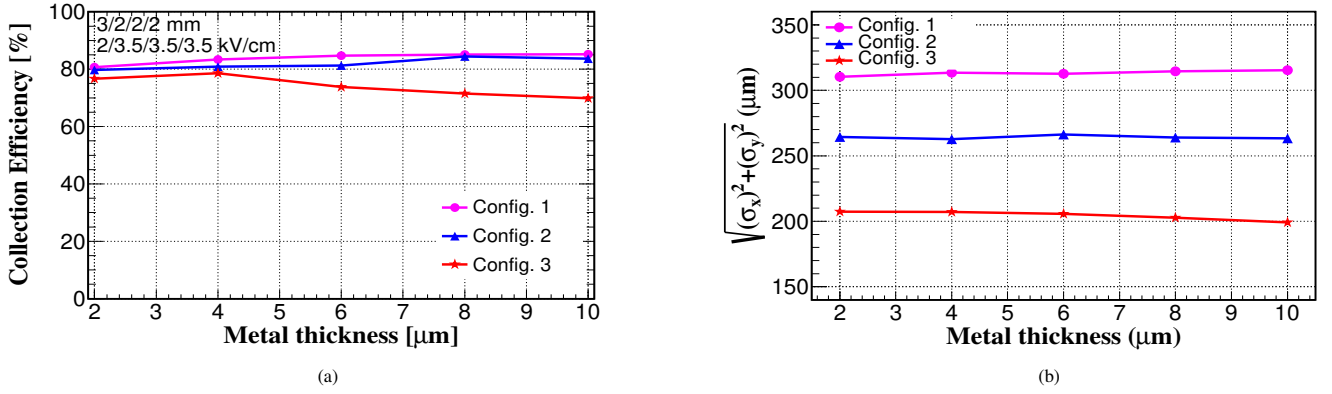 3/2/2/2 mm
2/3.5/3.5/3.5 kV/cm
Collection Efficiency [%]
100
80
60
40
20
0
Config. 1
Config. 2
Config. 3
2 3 4 5 6 7 8 9 10
Metal thickness [μm]
(a)
√(σx)²+(σy)² (μm)
350
300
250
200
150
Config. 1
Config. 2
Config. 3
2 3 4 5 6 7 8 9 10
Metal thickness (μm)
(b)